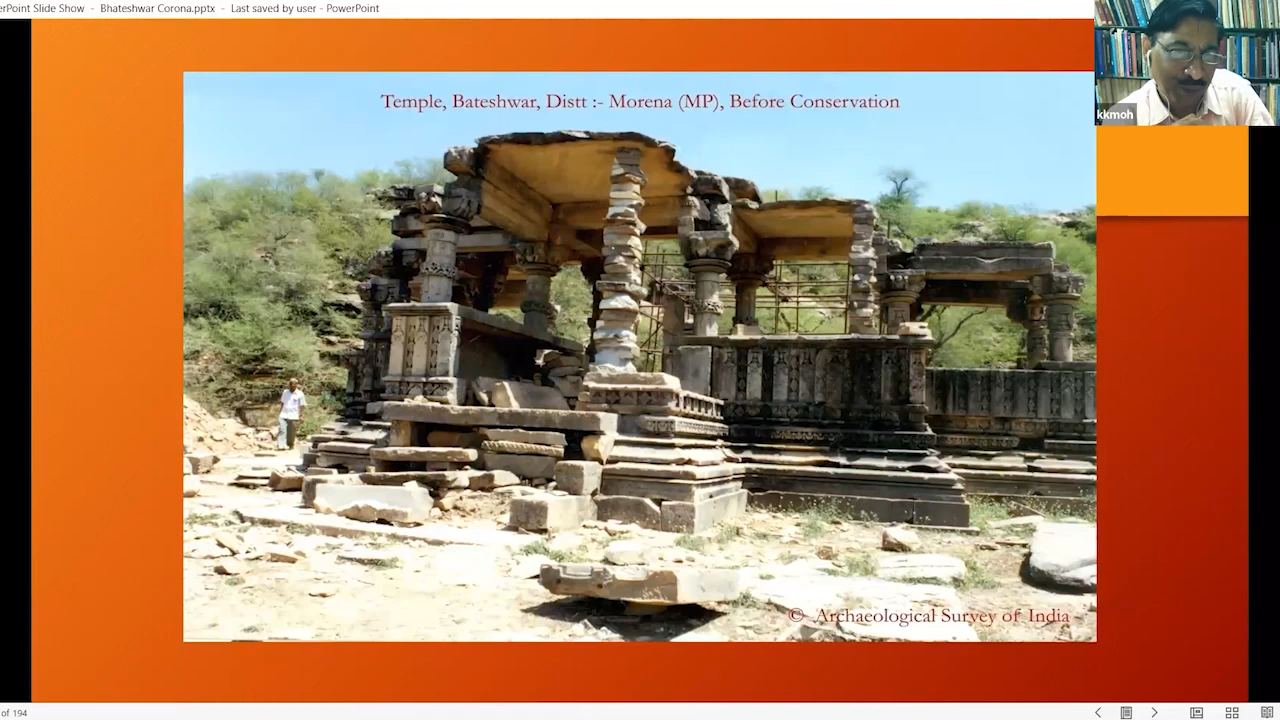 erPoint Slide Show - Bhateshwar Corona.pptx - Last saved by user - PowerPoint
kkmoh
Temple, Bateshwar, Distt :- Morena (MP), Before Conservation
© Archaeological Survey of India
of 194